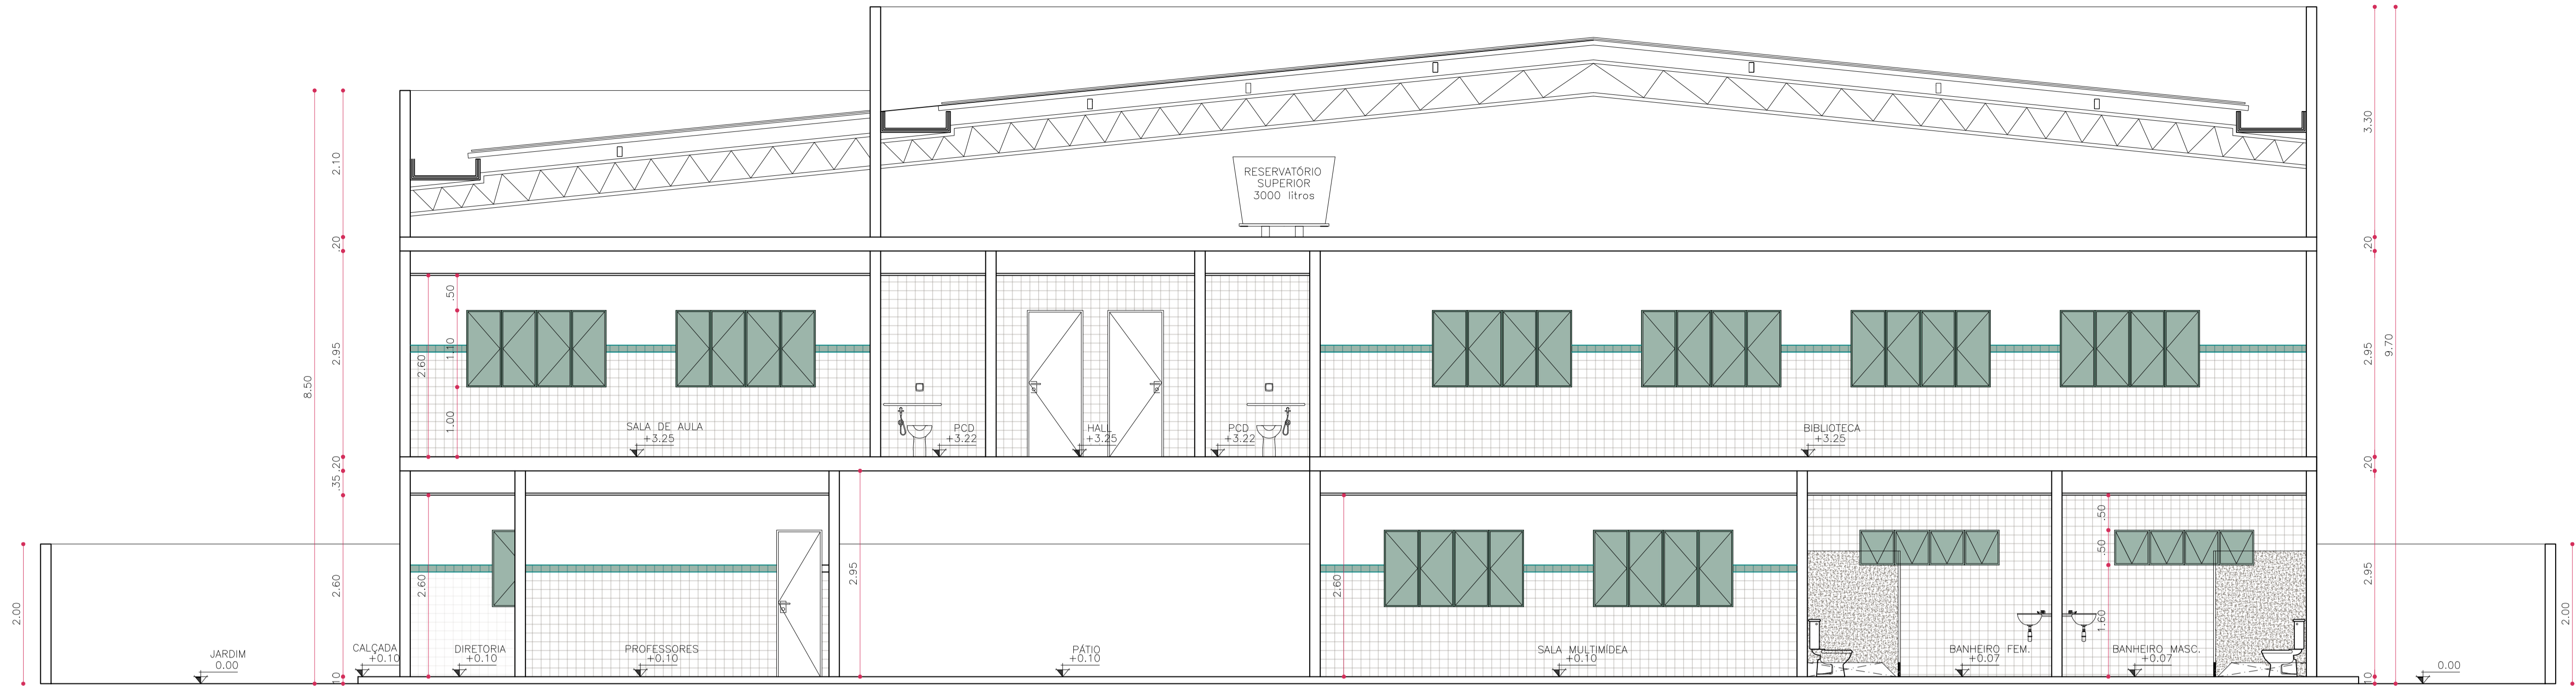 RESERVATÓRIO
SUPERIOR
3000 litros
2.10
3.30
.20
.20
8.50
2.95
2.60
.50
1.10
1.00
SALA DE AULA
+3.25
PCD
+3.22
HALL
+3.25
PCD
+3.22
BIBLIOTECA
+3.25
2.95
9.70
.20
.35
.20
2.00
2.60
2.60
2.95
2.60
.50
.50
1.60
2.95
2.00
JARDIM
0.00
CALÇADA
+0.10
DIRETORIA
+0.10
PROFESSORES
+0.10
PÁTIO
+0.10
SALA MULTIMÍDEA
+0.10
BANHEIRO FEM.
+0.07
BANHEIRO MASC.
+0.07
0.00
.10
.10